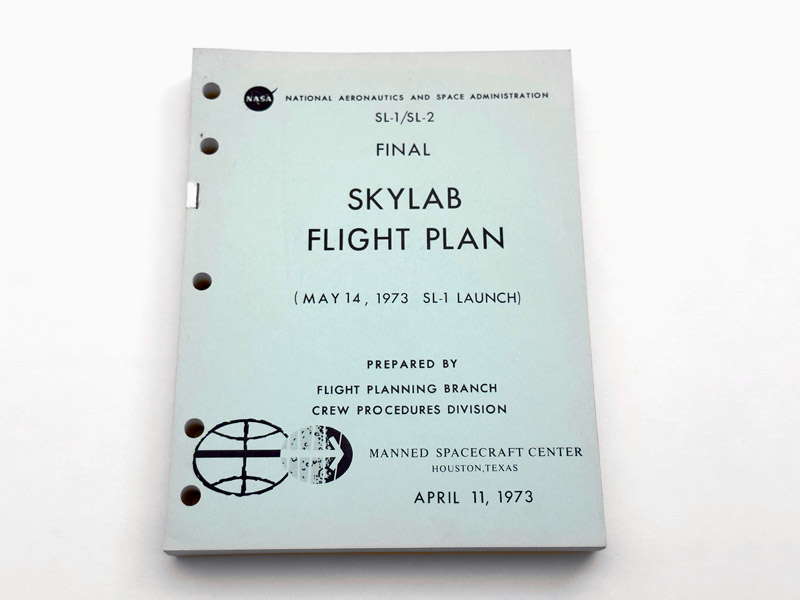 NASA
NATIONAL AERONAUTICS AND SPACE ADMINISTRATION
SL-1/SL-2
FINAL
SKYLAB
FLIGHT PLAN
(MAY 14, 1973 SL-1 LAUNCH)
PREPARED BY
FLIGHT PLANNING BRANCH
CREW PROCEDURES DIVISION
MANNED SPACECRAFT CENTER
HOUSTON, TEXAS
APRIL 11, 1973